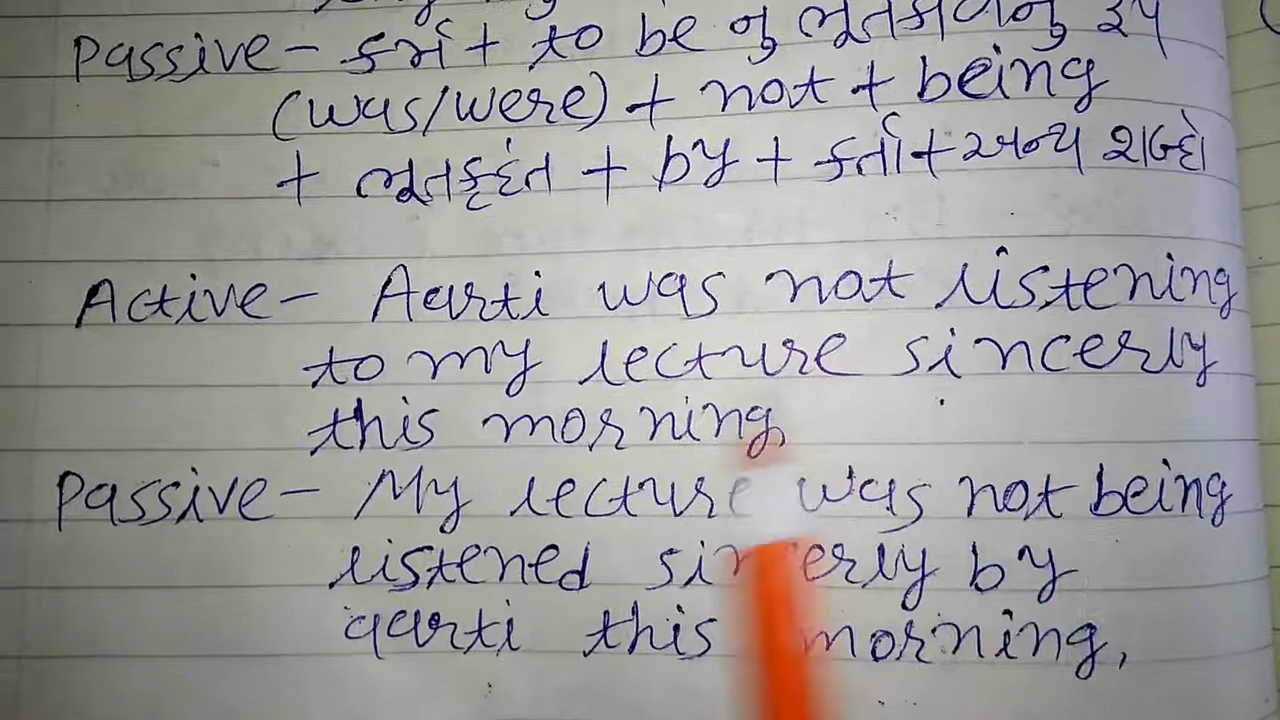 Passive - કર્મ + to be નુ ભૂતકાળનુ રૂપ
(was/were) + not + being
+ ભૂતકૃદંત + by + કર્તા + અન્ય શબ્દો
Active - Aarti was not listening
to my lecture sincerly
this morning.
Passive - My lecture was not being
listened sincerly by
aarti this morning.